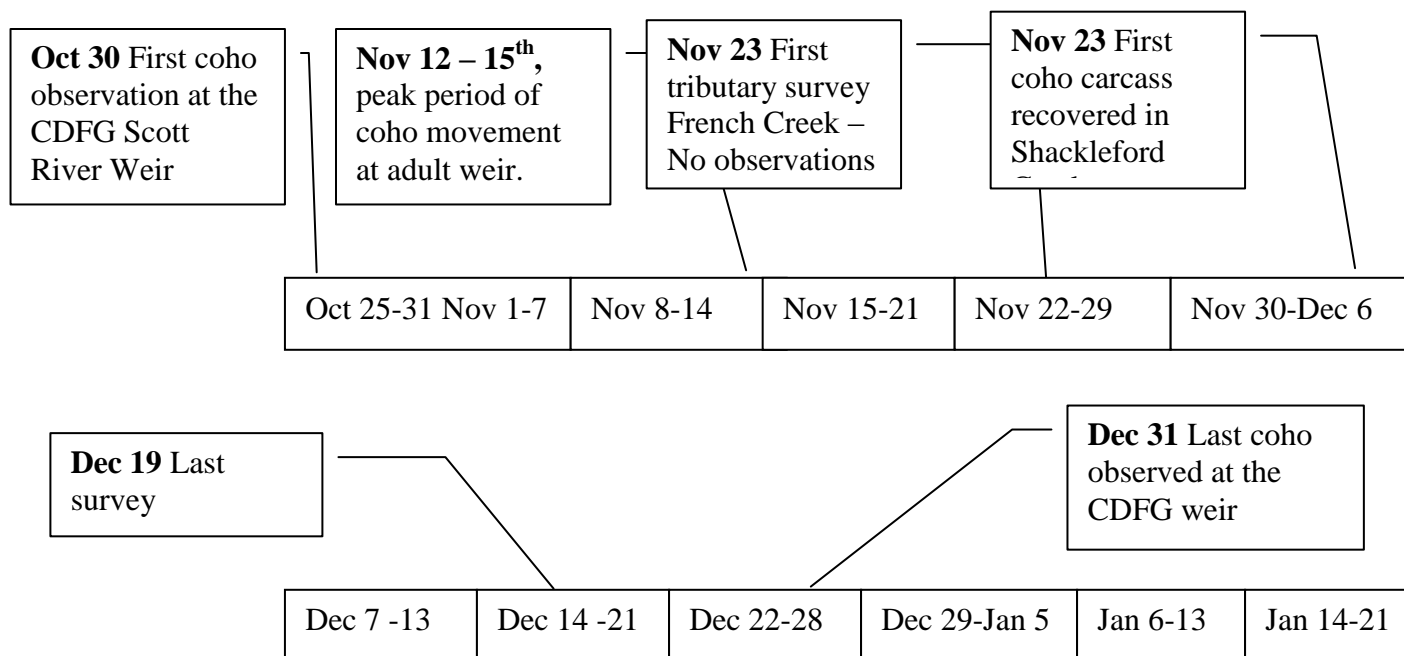 Oct 30 First coho
observation at the
CDFG Scott
River Weir
Nov 12 – 15th,
peak period of
coho movement
at adult weir.
Nov 23 First
tributary survey
French Creek –
No observations
Nov 23 First
coho carcass
recovered in
Shackleford
Oct 25-31 Nov 1-7
Nov 8-14
Nov 15-21
Nov 22-29
Nov 30-Dec 6
Dec 19 Last
survey
Dec 31 Last coho
observed at the
CDFG weir
Dec 7 -13
Dec 14 -21
Dec 22-28
Dec 29-Jan 5
Jan 6-13
Jan 14-21